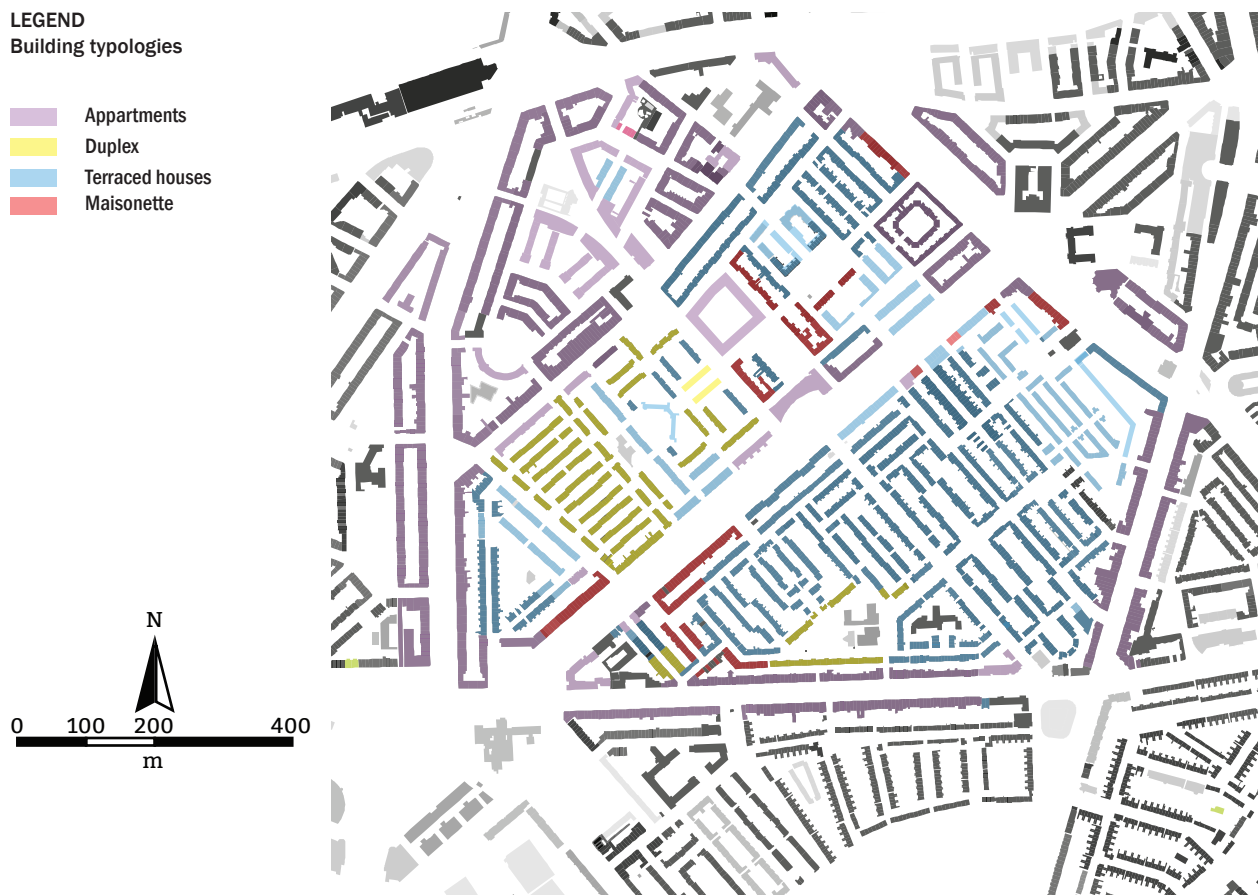 LEGEND
Building typologies
Appartments
Duplex
Terraced houses
Maisonette
N
0 100 200 400
m